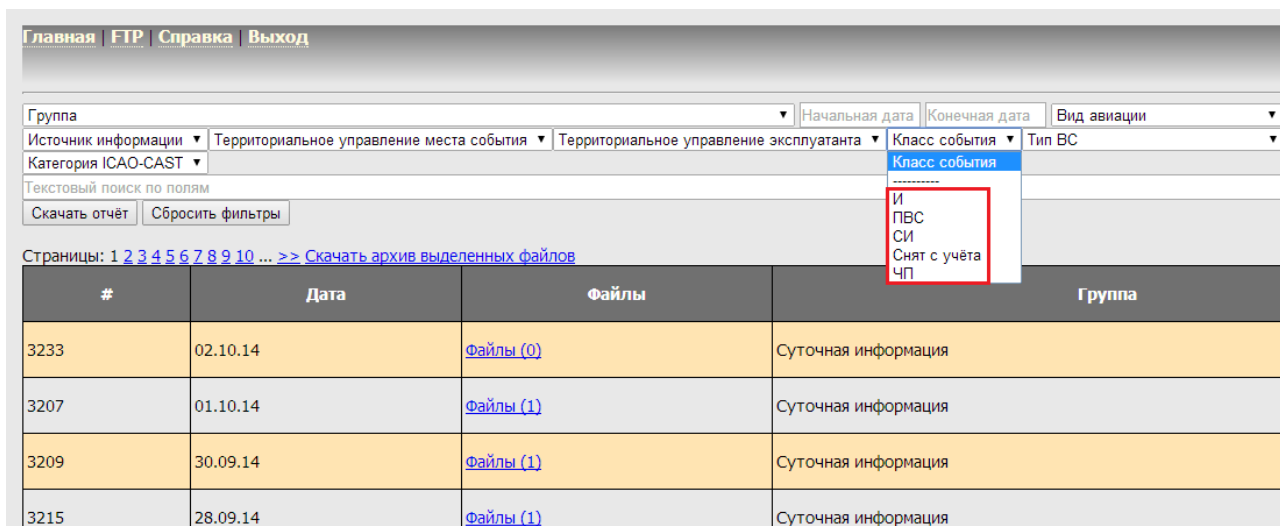 Главная | FTP | Справка | Выход
Группа Начальная дата Конечная дата Вид авиации
Источник информации Территориальное управление места события Территориальное управление эксплуатанта Класс события Тип ВС
Категория ICAO-CAST Класс события
----------
Текстовый поиск по полям
И
ПВС
СИ
Снят с учёта
ЧП
Скачать отчёт Сбросить фильтры
Страницы: 1 2 3 4 5 6 7 8 9 10 ... >> Скачать архив выделенных файлов
# Дата Файлы Группа
3233 02.10.14 Файлы (0) Суточная информация
3207 01.10.14 Файлы (1) Суточная информация
3209 30.09.14 Файлы (1) Суточная информация
3215 28.09.14 Файлы (1) Суточная информация